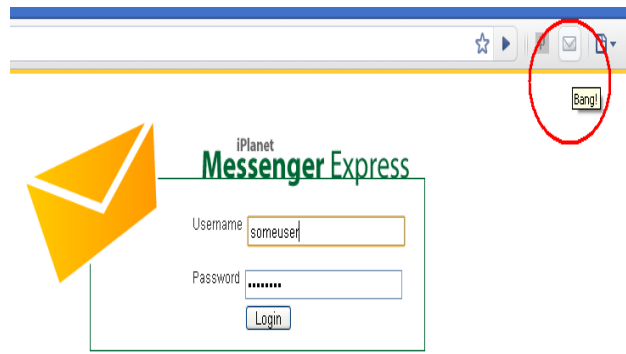 Bang!
iPlanet
Messenger Express
Username someuser
Password ••••••••
Login